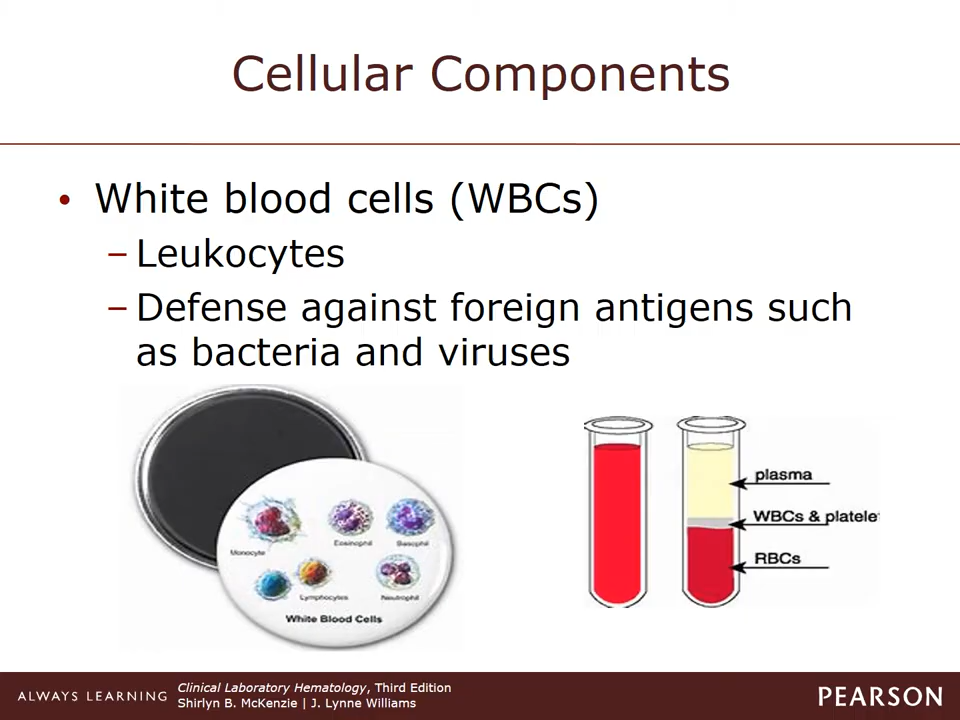 Cellular Components
• White blood cells (WBCs)
– Leukocytes
– Defense against foreign antigens such
as bacteria and viruses
Monocyte
Eosinophil
Basophil
Lymphocytes
Neutrophil
White Blood Cells
plasma
WBCs & platelet
RBCs
ALWAYS LEARNING
Clinical Laboratory Hematology, Third Edition
Shirlyn B. McKenzie | J. Lynne Williams
PEARSON